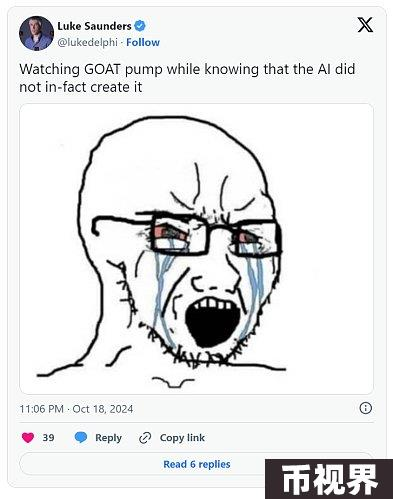 Luke Saunders
@lukedelphi · Follow
Watching GOAT pump while knowing that the AI did
not in-fact create it
11:06 PM · Oct 18, 2024
39 Reply Copy link
Read 6 replies
币视界